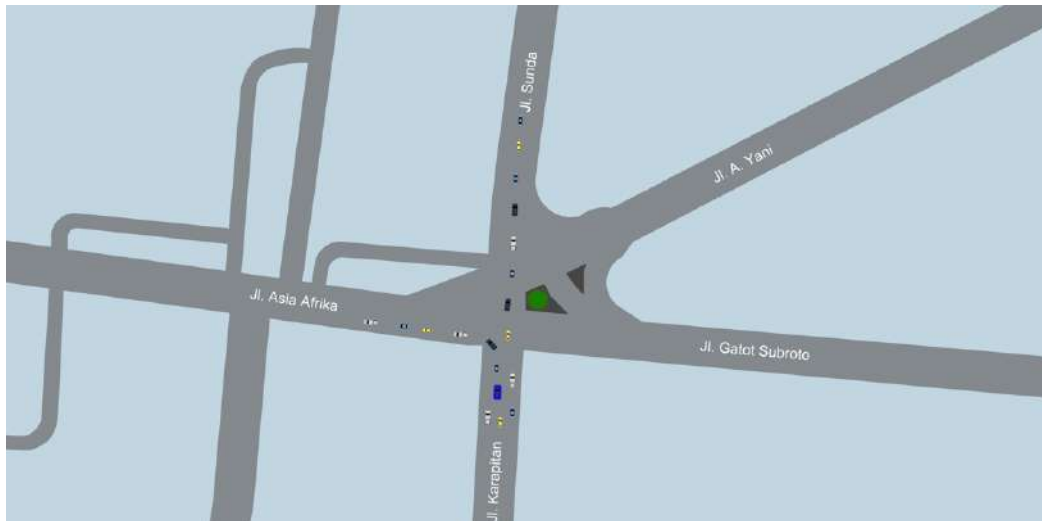 Jl. Sunda
Jl. A. Yani
Jl. Asia Afrika
Jl. Gatot Subroto
Jl. Karapitan